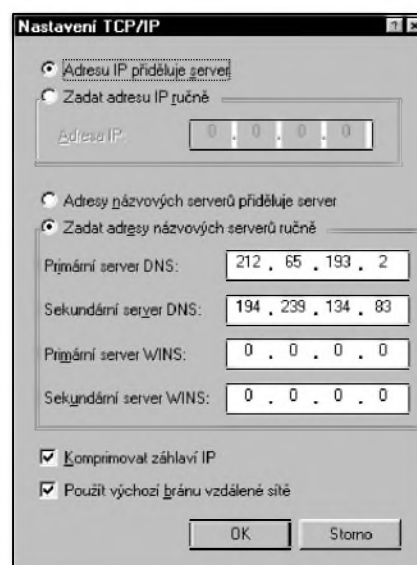 Nastavení TCP/IP
Adresu IP přiděluje server
Zadat adresu IP ručně
Adresa IP: 0 . 0 . 0 . 0
Adresy názvových serverů přiděluje server
Zadat adresy názvových serverů ručně
Primární server DNS: 212 . 65 . 193 . 2
Sekundární server DNS: 194 . 239 . 134 . 83
Primární server WINS: 0 . 0 . 0 . 0
Sekundární server WINS: 0 . 0 . 0 . 0
Komprimovat záhlaví IP
Použít výchozí bránu vzdálené sítě
OK Storno